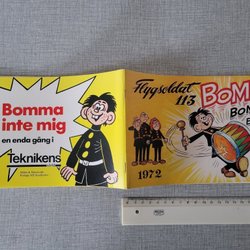 Bomma
inte mig
en enda gång i
Teknikens
Flygsoldat
113
BOM
BOM
1972